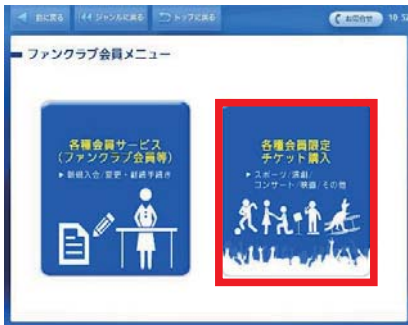 前に戻る ジャンルに戻る トップに戻る お問合せ 10:52
ファンクラブ会員メニュー
各種会員サービス
(ファンクラブ会員等)
▶ 新規入会/変更・継続手続き
各種会員限定
チケット購入
▶ スポーツ/演劇/
コンサート/映画/その他